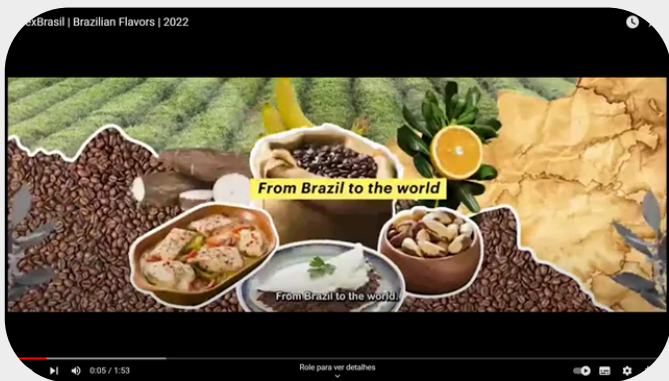 exBrasil | Brazilian Flavors | 2022
From Brazil to the world
From Brazil to the world!
0:05 / 1:53
Role para ver detalhes